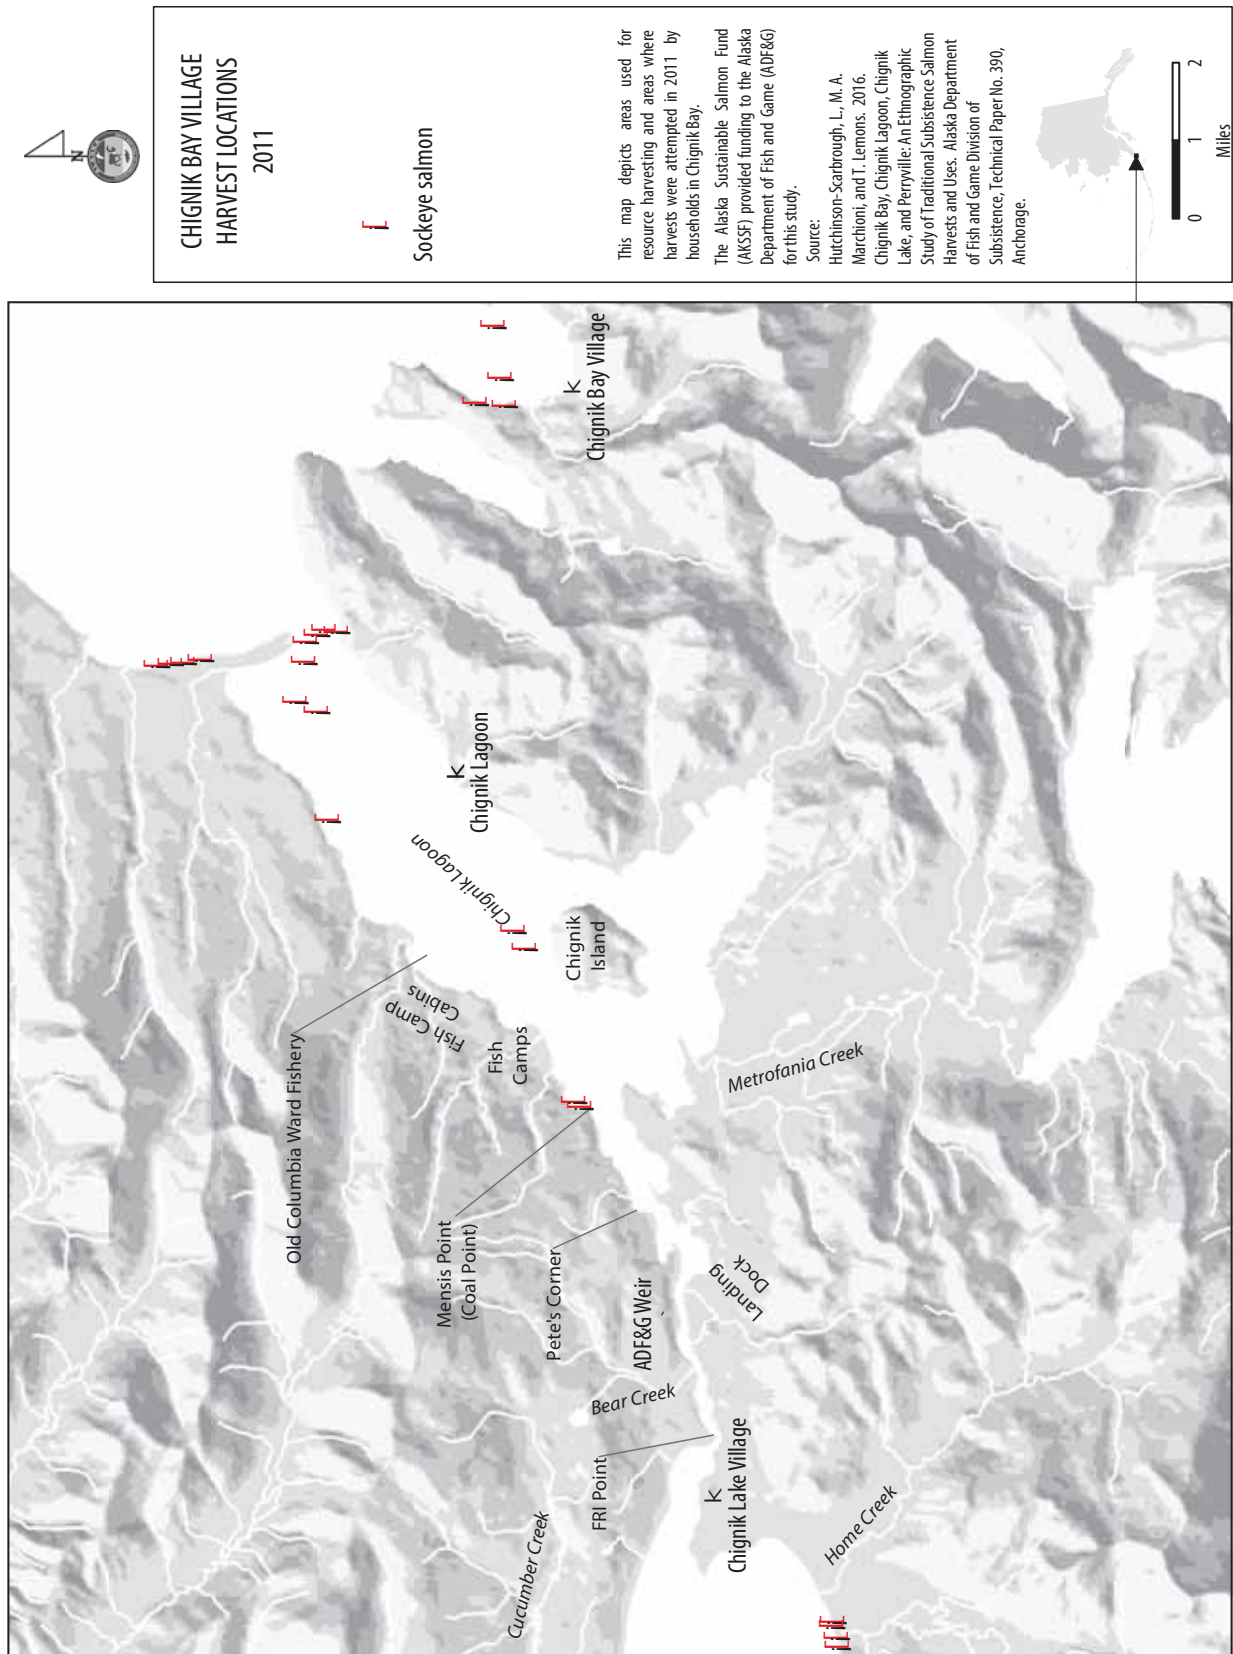 N
CHIGNIK BAY VILLAGE
HARVEST LOCATIONS
2011
Sockeye salmon
This map depicts areas used for
resource harvesting and areas where
harvests were attempted in 2011 by
households in Chignik Bay.
The Alaska Sustainable Salmon Fund
(AKSSF) provided funding to the Alaska
Department of Fish and Game (ADF&G)
for this study.
Source:
Hutchinson-Scarbrough, L., M. A.
Marchioni, and T. Lemons. 2016.
Chignik Bay, Chignik Lagoon, Chignik
Lake, and Perryville: An Ethnographic
Study of Traditional Subsistence Salmon
Harvests and Uses. Alaska Department
of Fish and Game Division of
Subsistence, Technical Paper No. 390,
Anchorage.
0 1 2
Miles
Old Columbia Ward Fishery
Fish Camp
Cabins
Fish
Camps
Mensis Point
(Coal Point)
Pete's Corner
ADF&G Weir
Bear Creek
FRI Point
Cucumber Creek
k
Chignik Lake Village
Home Creek
Landing
Dock
Metrofania Creek
Chignik
Island
Chignik Lagoon
k
Chignik Lagoon
k
Chignik Bay Village